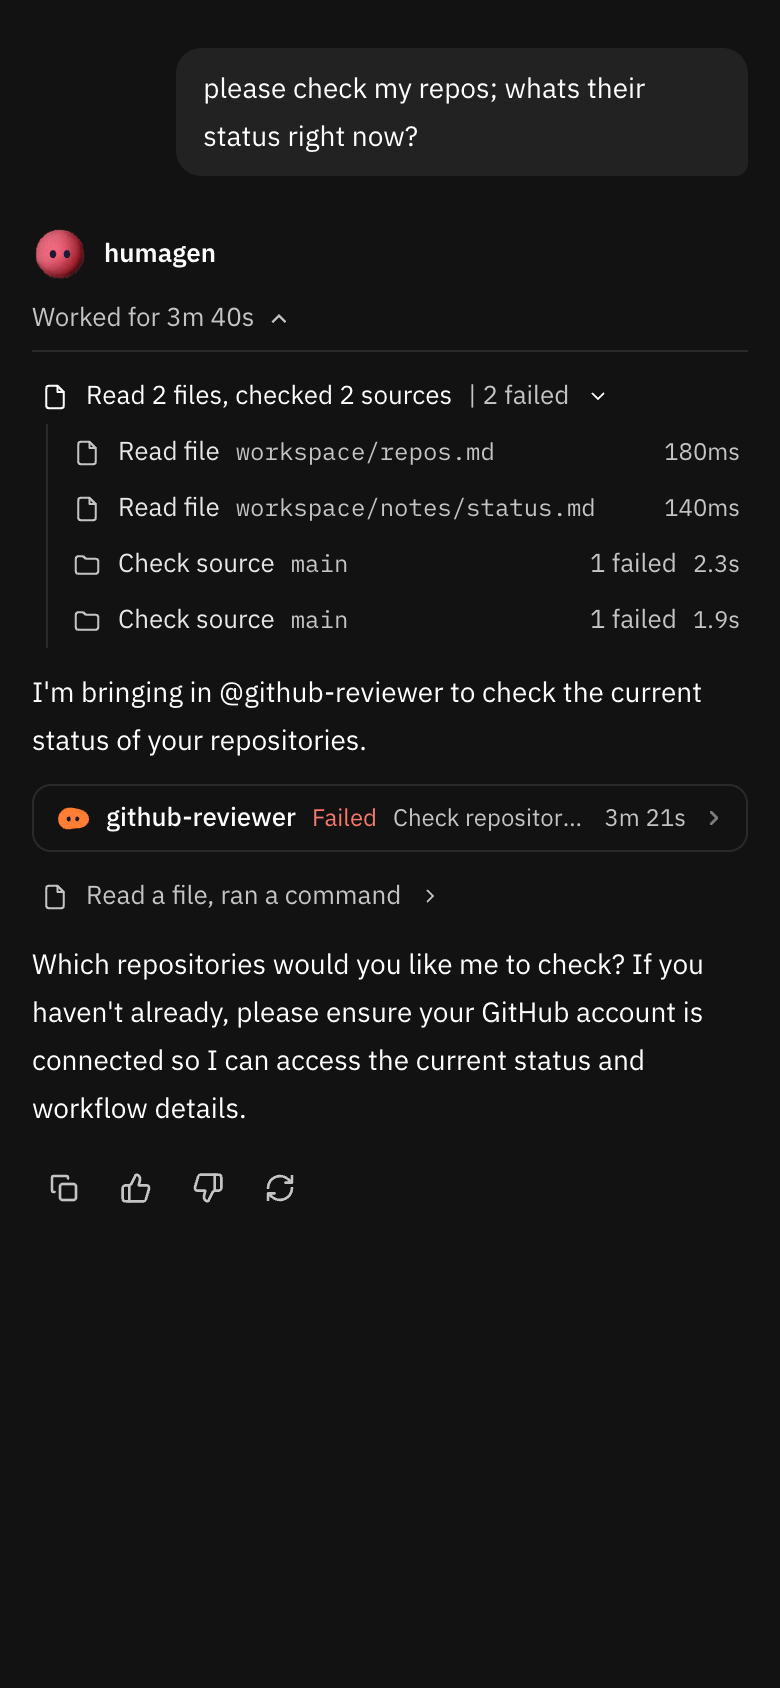 please check my repos; whats their
status right now?
humagen
Worked for 3m 40s
Read 2 files, checked 2 sources | 2 failed
Read file workspace/repos.md 180ms
Read file workspace/notes/status.md 140ms
Check source main 1 failed 2.3s
Check source main 1 failed 1.9s
I'm bringing in @github-reviewer to check the current
status of your repositories.
github-reviewer Failed Check repositor... 3m 21s
Read a file, ran a command
Which repositories would you like me to check? If you
haven't already, please ensure your GitHub account is
connected so I can access the current status and
workflow details.